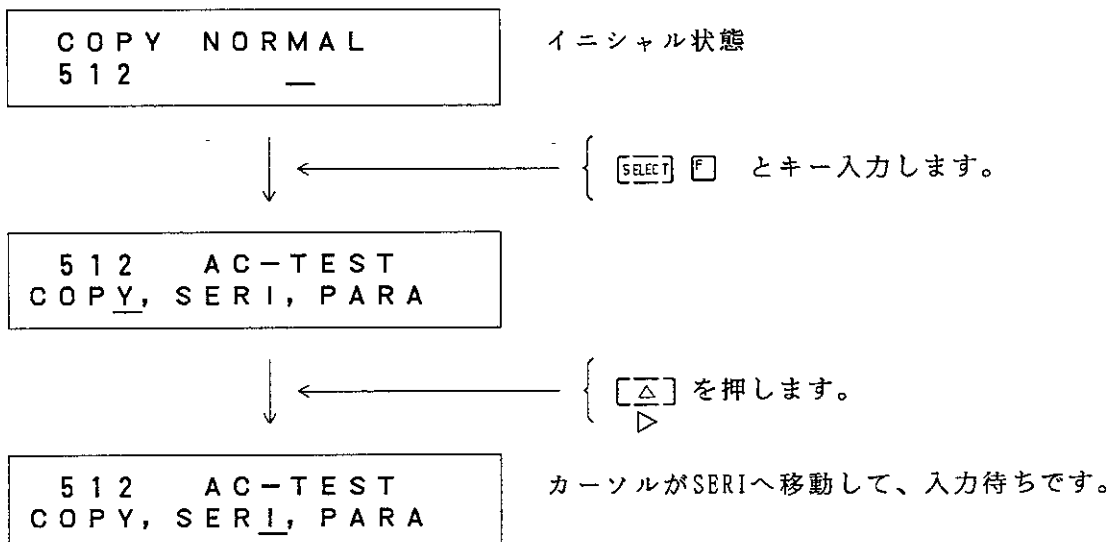 COPY NORMAL イニシャル状態
512 _
SELECT F とキー入力します。
512 AC-TEST
COPY, SERI, PARA
△ を押します。
▷
512 AC-TEST カーソルがSERIへ移動して、入力待ちです。
COPY, SERI, PARA